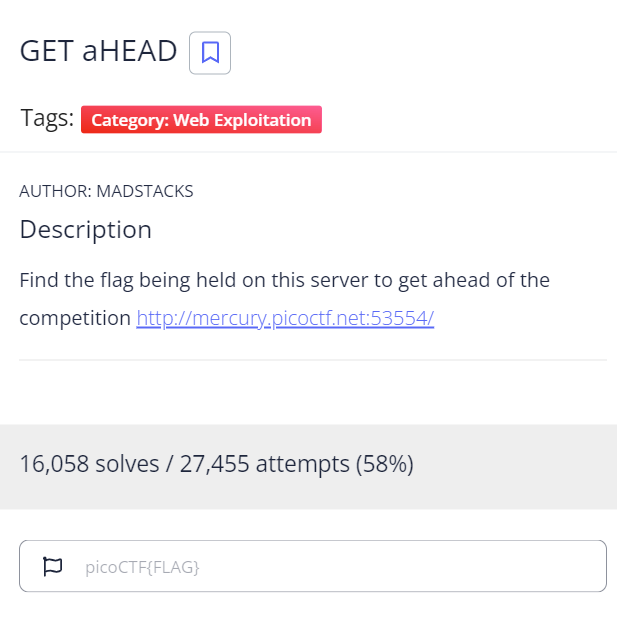 GET aHEAD
Tags: Category: Web Exploitation
AUTHOR: MADSTACKS
Description
Find the flag being held on this server to get ahead of the
competition http://mercury.picoctf.net:53554/
16,058 solves / 27,455 attempts (58%)
picoCTF{FLAG}